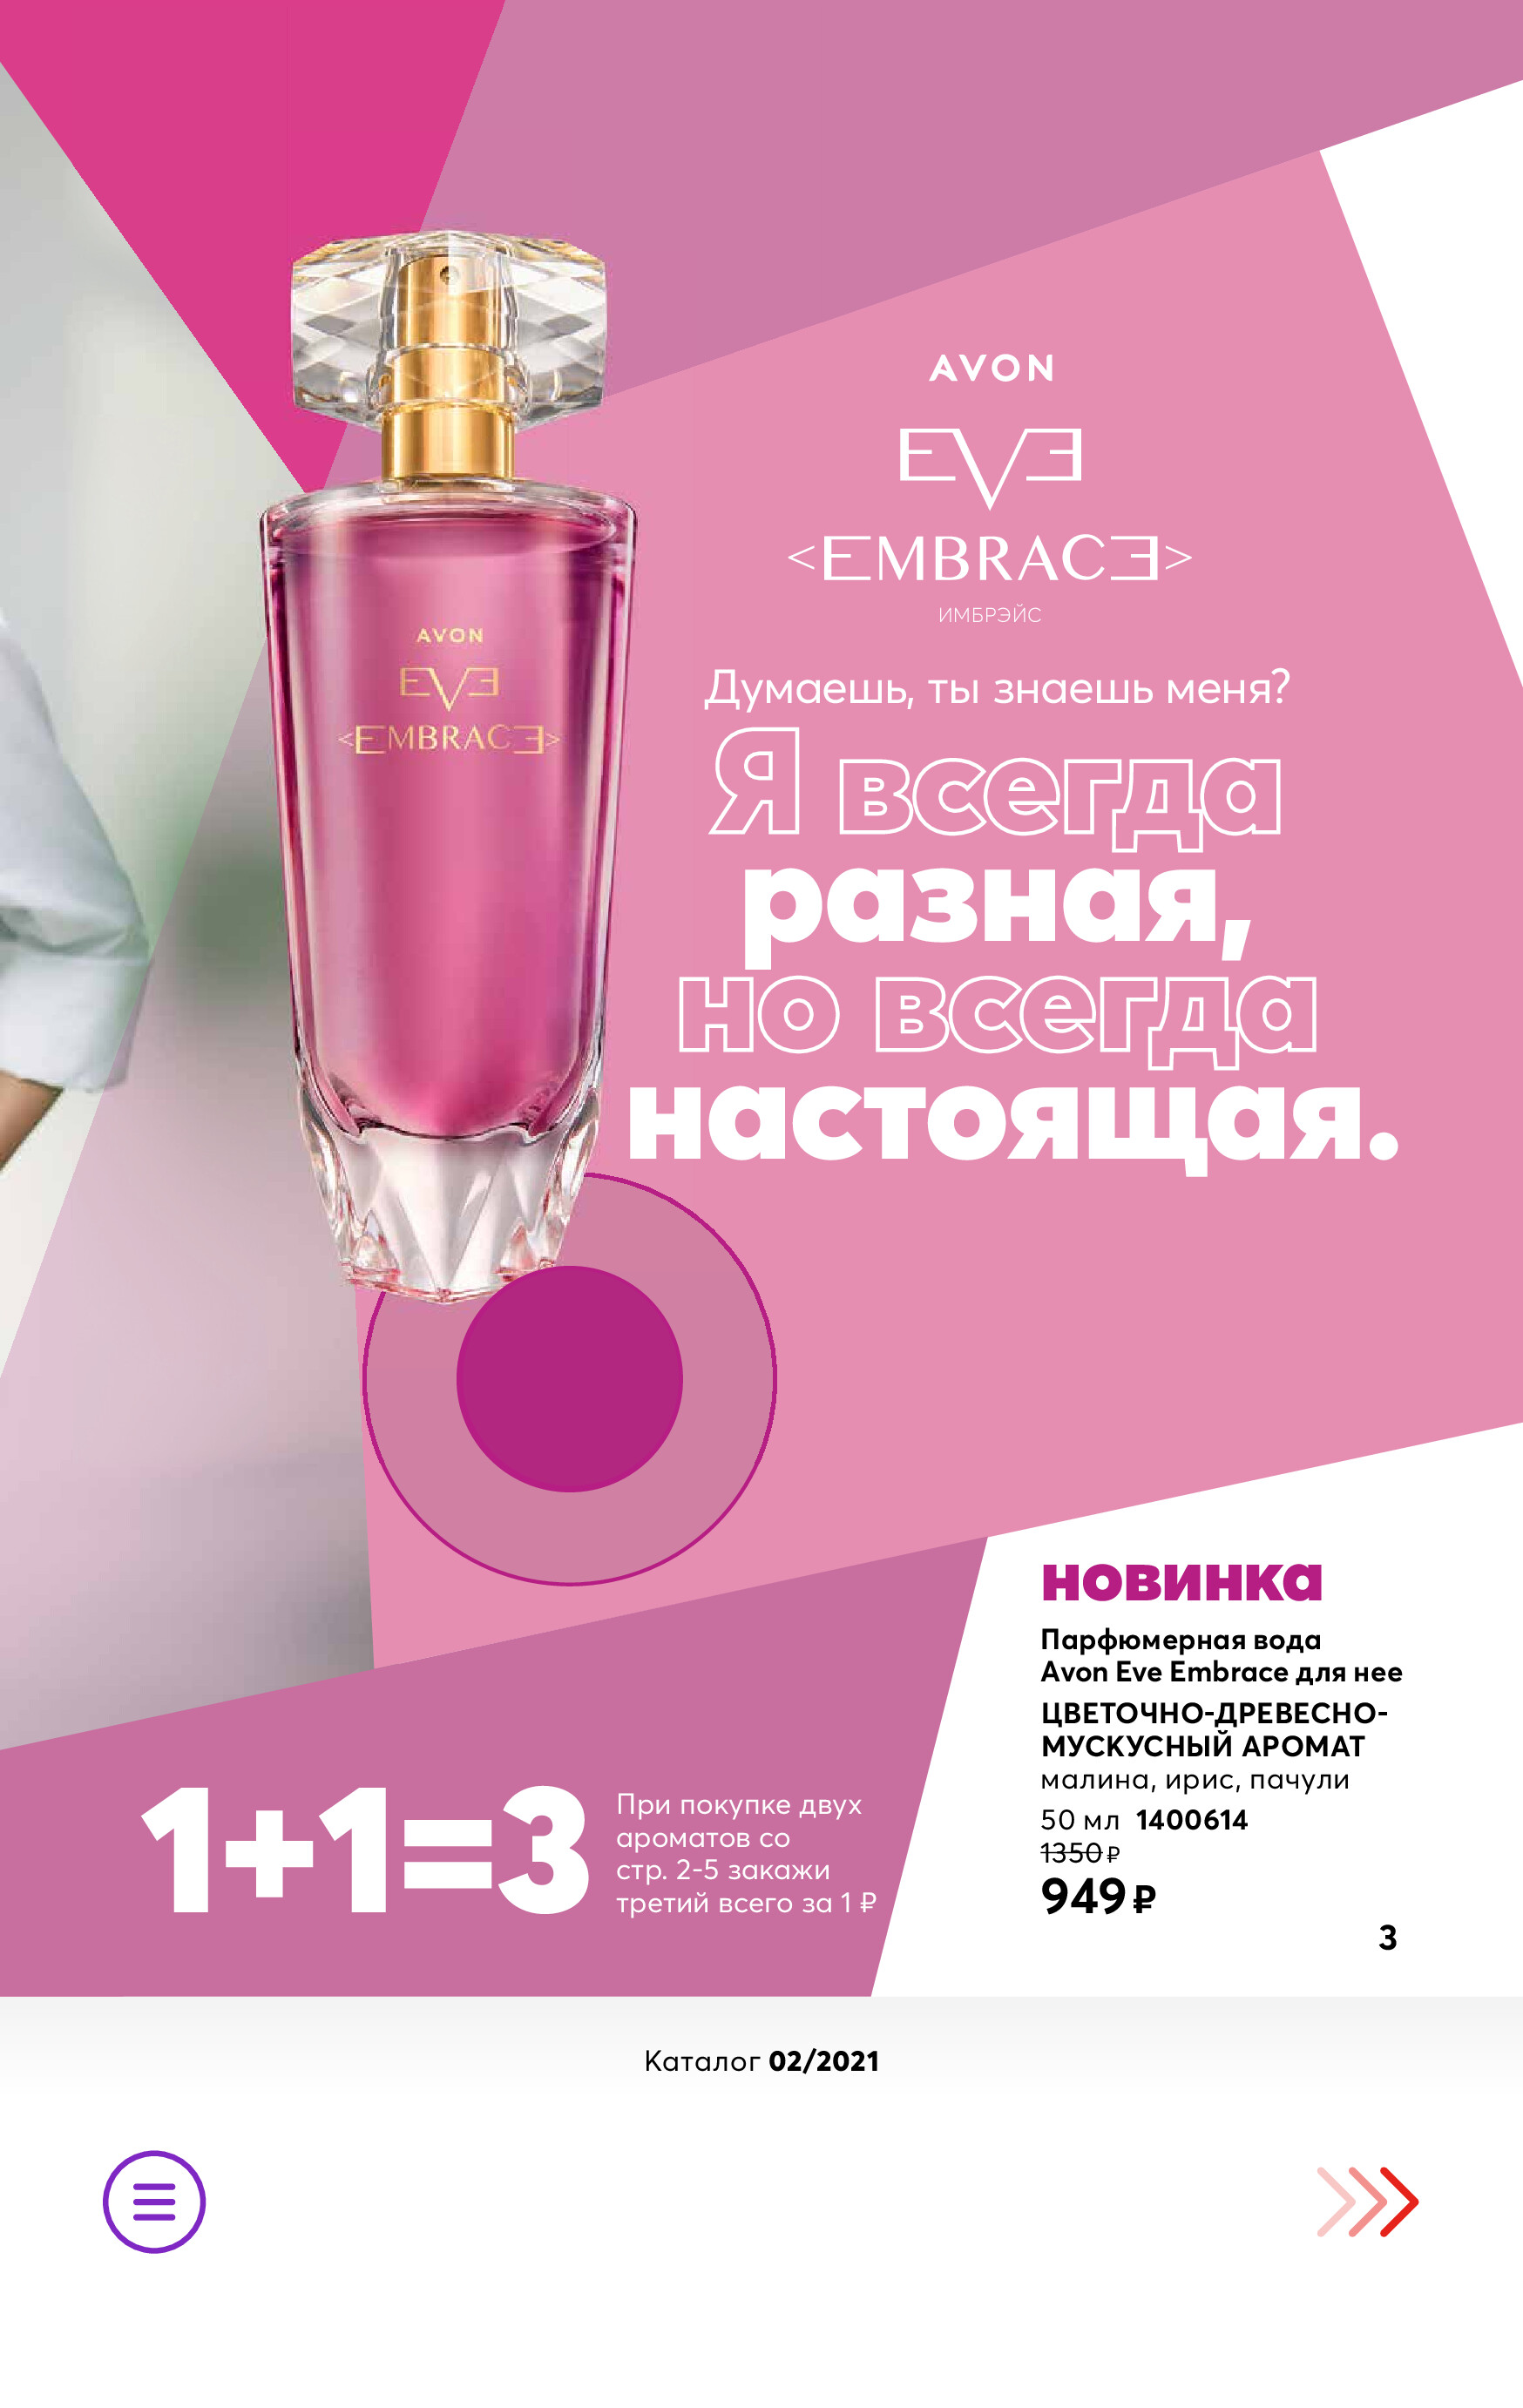 AVON
EVE
<EMBRACE>
ИМБРЭЙС
AVON
EVE
<EMBRACE>
Думаешь, ты знаешь меня?
Я всегда
разная,
но всегда
настоящая.
новинка
Парфюмерная вода
Avon Eve Embrace для нее
ЦВЕТОЧНО-ДРЕВЕСНО-
МУСКУСНЫЙ АРОМАТ
малина, ирис, пачули
50 мл 1400614
1350 ₽
949 ₽
1+1=3
При покупке двух
ароматов со
стр. 2-5 закажи
третий всего за 1 ₽
3
Каталог 02/2021